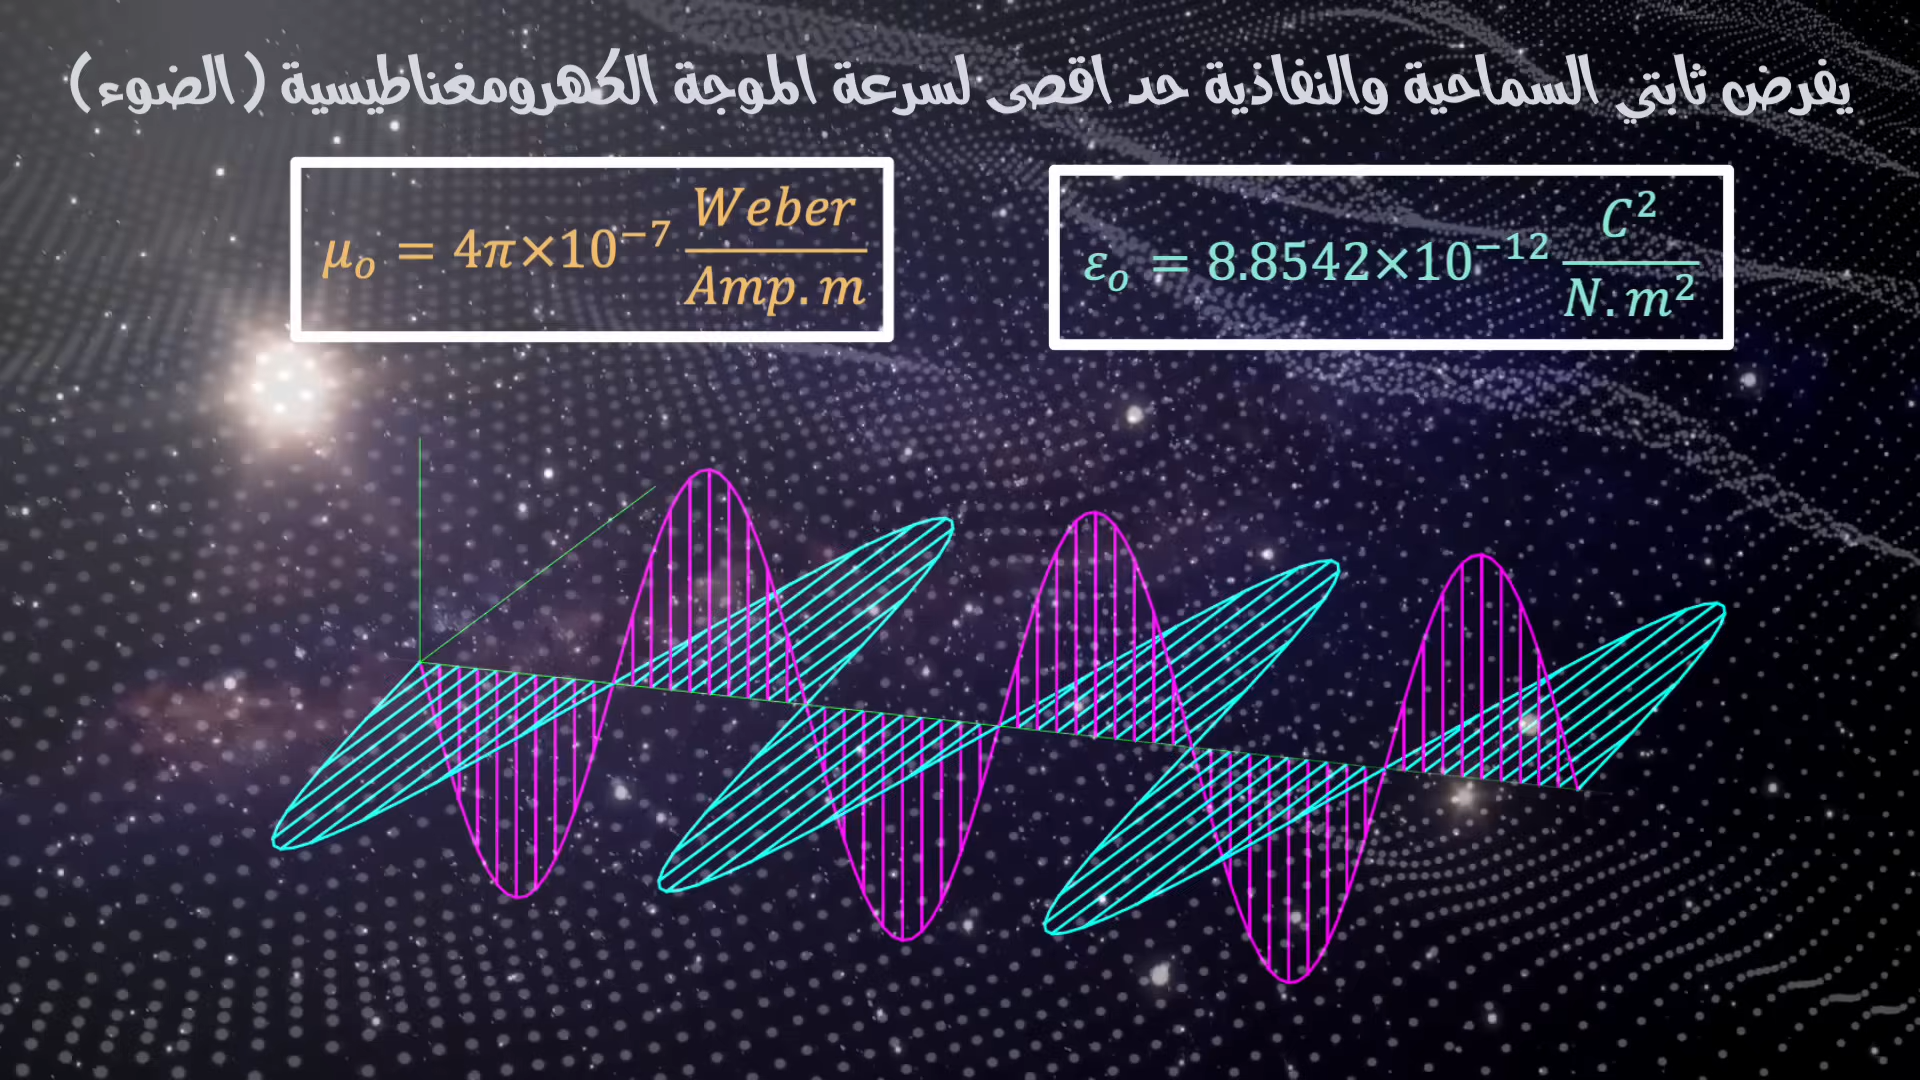 يفرض ثابتي السماحية والنفاذية حد اقصى لسرعة الموجة الكهرومغناطيسية (الضوء)
μₒ = 4π×10⁻⁷ Weber / Amp.m
εₒ = 8.8542×10⁻¹² C² / N.m²